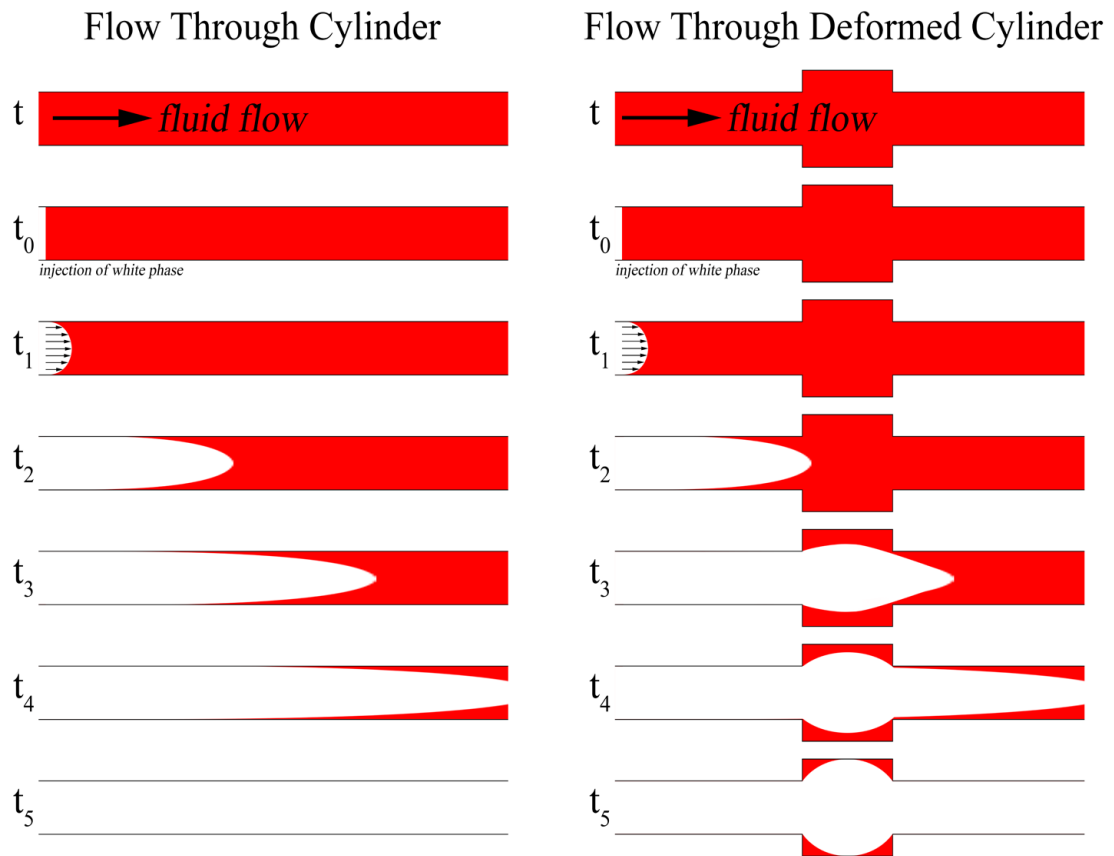 Flow Through Cylinder
t fluid flow
t0
injection of white phase
t1
t2
t3
t4
t5
Flow Through Deformed Cylinder
t fluid flow
t0
injection of white phase
t1
t2
t3
t4
t5